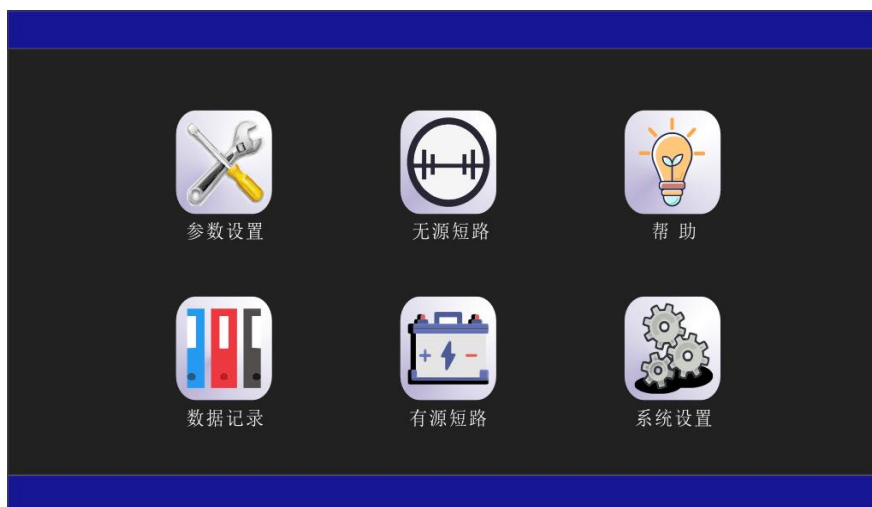 参数设置
无源短路
帮 助
数据记录
有源短路
系统设置